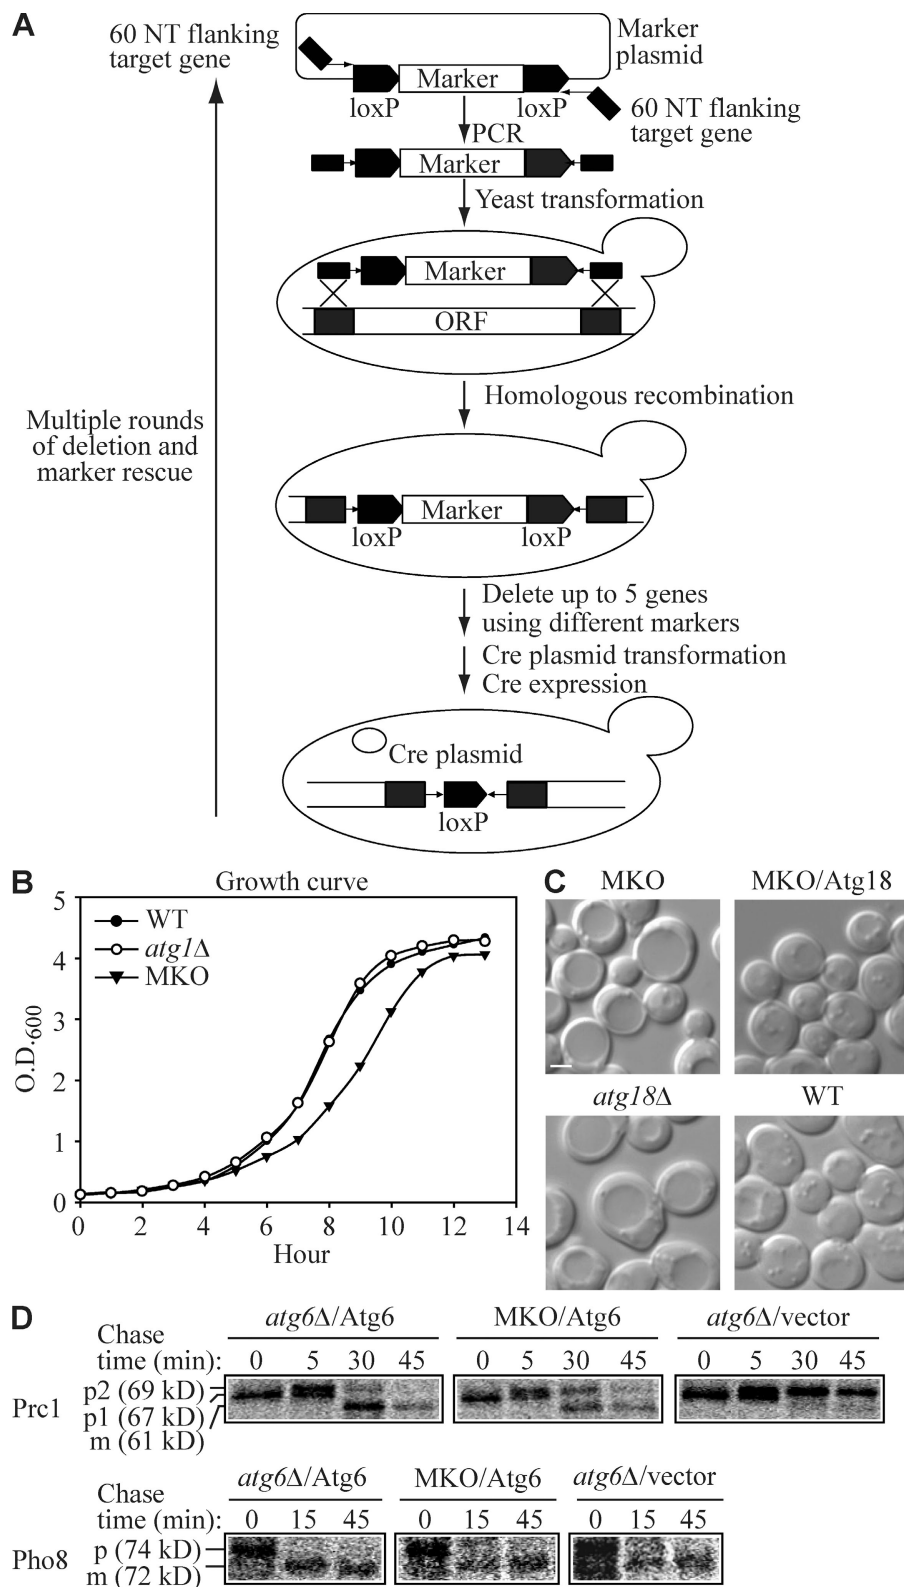 A
60 NT flanking
target gene
Marker
plasmid
Marker
loxP
loxP
60 NT flanking
target gene
PCR
Marker
Yeast transformation
Marker
ORF
Homologous recombination
Multiple rounds
of deletion and
marker rescue
Marker
loxP
loxP
Delete up to 5 genes
using different markers
Cre plasmid transformation
Cre expression
Cre plasmid
loxP
B
Growth curve
WT
atg1Δ
MKO
O.D.600
5
4
3
2
1
0
0 2 4 6 8 10 12 14
Hour
C
MKO
MKO/Atg18
atg18Δ
WT
D
atg6Δ/Atg6 MKO/Atg6 atg6Δ/vector
Chase
time (min): 0 5 30 45 0 5 30 45 0 5 30 45
Prc1
p2 (69 kD)
p1 (67 kD)
m (61 kD)
atg6Δ/Atg6 MKO/Atg6 atg6Δ/vector
Chase
time (min): 0 15 45 0 15 45 0 15 45
Pho8
p (74 kD)
m (72 kD)